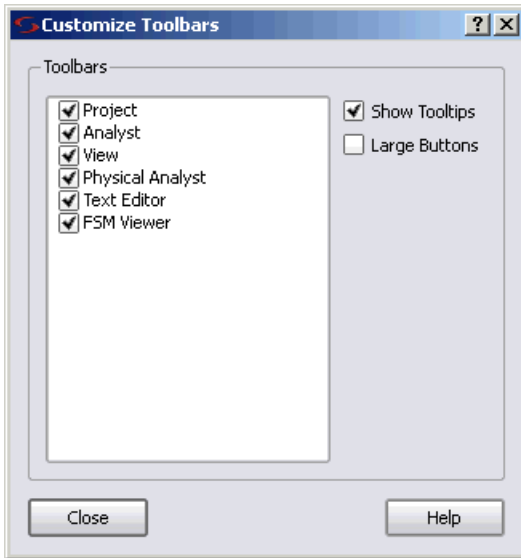 Customize Toolbars
Toolbars
Project
Analyst
View
Physical Analyst
Text Editor
FSM Viewer
Show Tooltips
Large Buttons
Close
Help